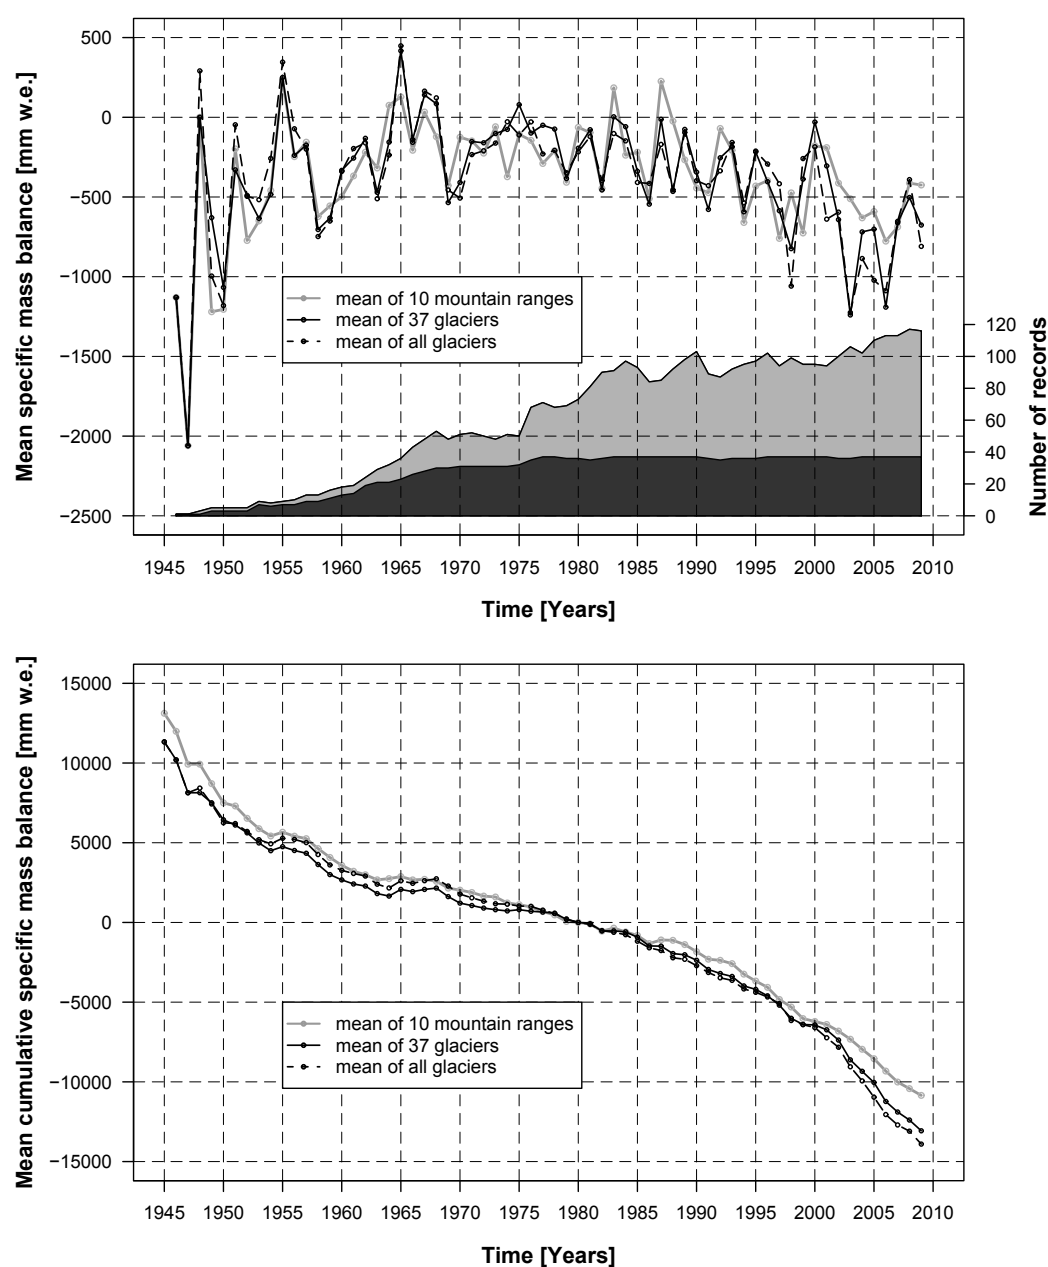 Mean specific mass balance [mm w.e.]
500
0
−500
−1000
−1500
−2000
−2500
mean of 10 mountain ranges
mean of 37 glaciers
mean of all glaciers
120
100
80
60
40
20
0
Number of records
1945 1950 1955 1960 1965 1970 1975 1980 1985 1990 1995 2000 2005 2010
Time [Years]
Mean cumulative specific mass balance [mm w.e.]
15000
10000
5000
0
−5000
−10000
−15000
mean of 10 mountain ranges
mean of 37 glaciers
mean of all glaciers
1945 1950 1955 1960 1965 1970 1975 1980 1985 1990 1995 2000 2005 2010
Time [Years]